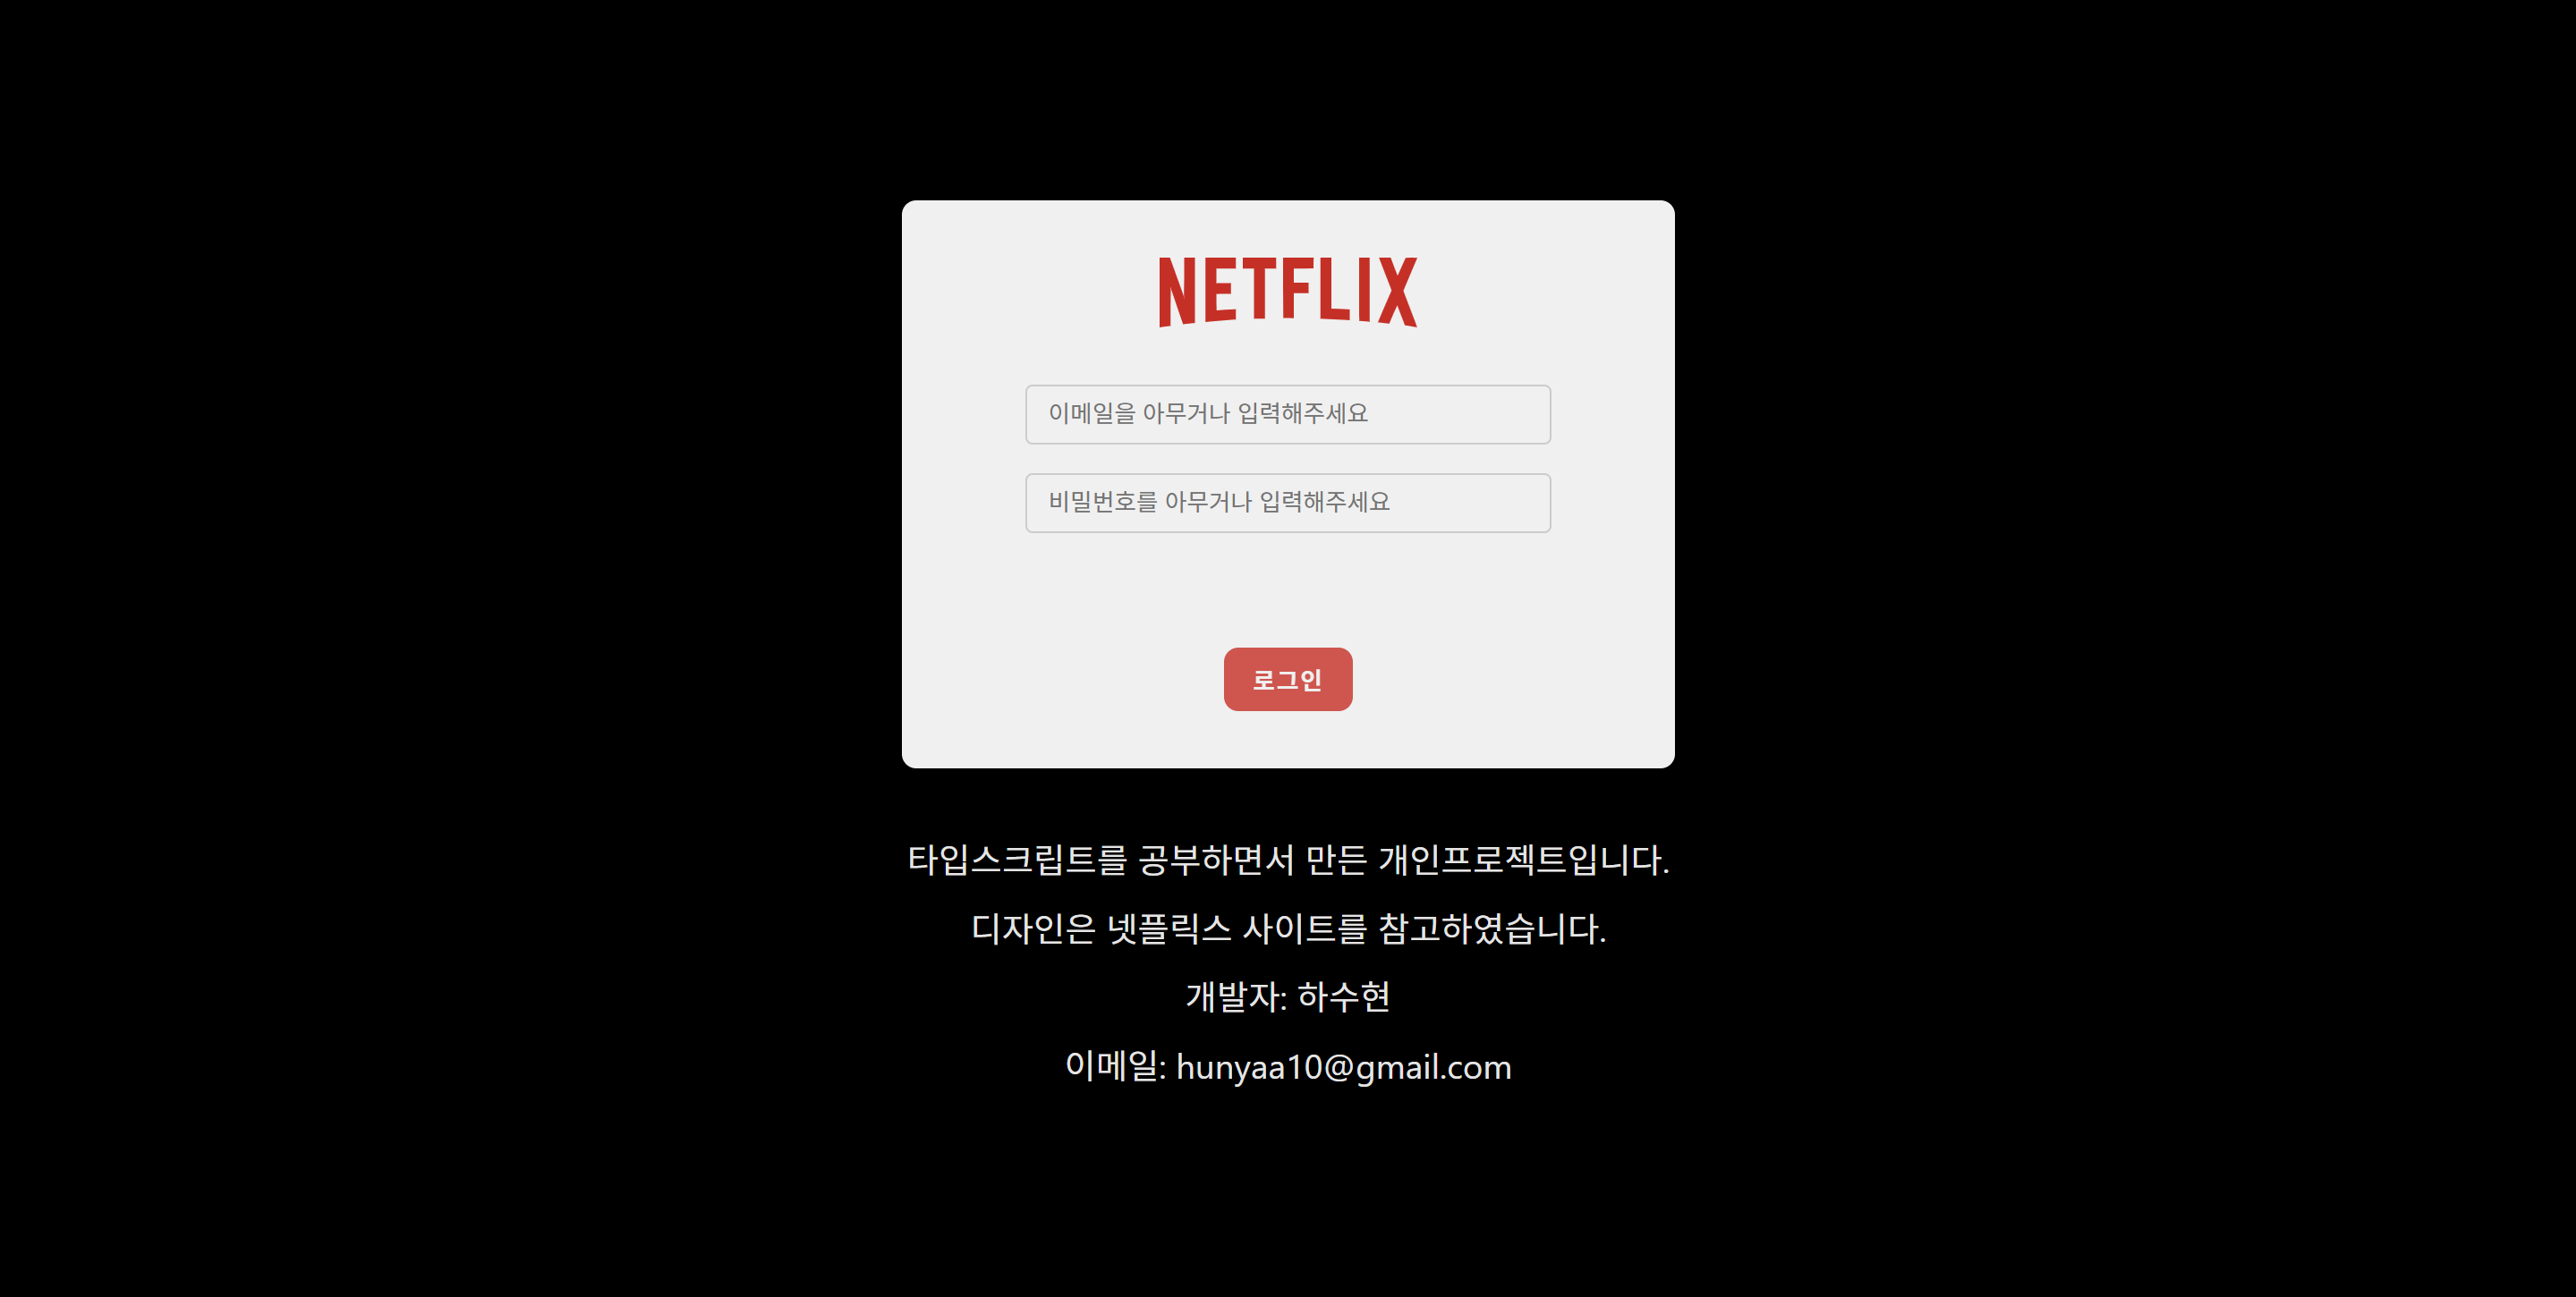 NETFLIX
이메일을 아무거나 입력해주세요
비밀번호를 아무거나 입력해주세요
로그인
타입스크립트를 공부하면서 만든 개인프로젝트입니다.
디자인은 넷플릭스 사이트를 참고하였습니다.
개발자: 하수현
이메일: hunyaa10@gmail.com